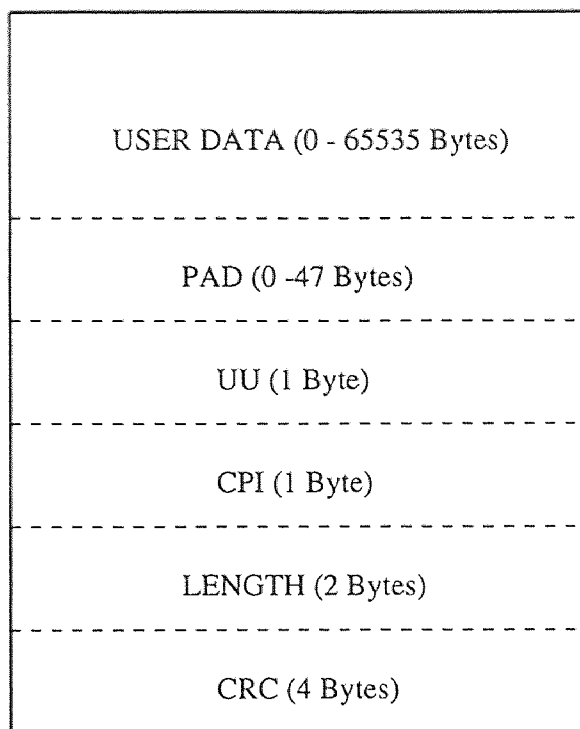 USER DATA (0 - 65535 Bytes)
PAD (0 -47 Bytes)
UU (1 Byte)
CPI (1 Byte)
LENGTH (2 Bytes)
CRC (4 Bytes)